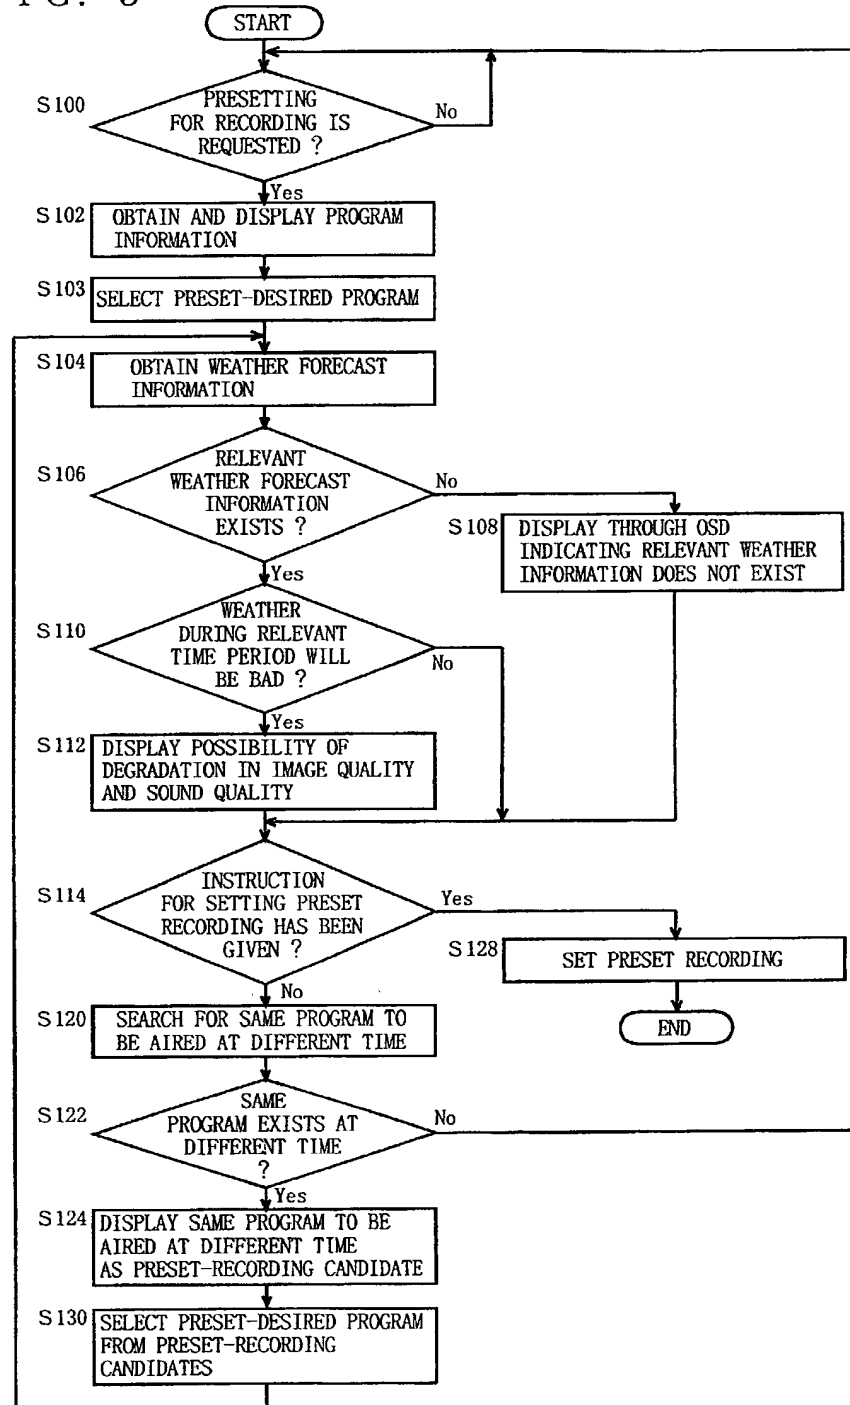 START
S100
PRESETTING
FOR RECORDING IS
REQUESTED ?
No
Yes
S102
OBTAIN AND DISPLAY PROGRAM
INFORMATION
S103
SELECT PRESET-DESIRED PROGRAM
S104
OBTAIN WEATHER FORECAST
INFORMATION
S106
RELEVANT
WEATHER FORECAST
INFORMATION
EXISTS ?
No
Yes
S108
DISPLAY THROUGH OSD
INDICATING RELEVANT WEATHER
INFORMATION DOES NOT EXIST
S110
WEATHER
DURING RELEVANT
TIME PERIOD WILL
BE BAD ?
No
Yes
S112
DISPLAY POSSIBILITY OF
DEGRADATION IN IMAGE QUALITY
AND SOUND QUALITY
S114
INSTRUCTION
FOR SETTING PRESET
RECORDING HAS BEEN
GIVEN ?
Yes
No
S128
SET PRESET RECORDING
END
S120
SEARCH FOR SAME PROGRAM TO
BE AIRED AT DIFFERENT TIME
S122
SAME
PROGRAM EXISTS AT
DIFFERENT TIME
?
No
Yes
S124
DISPLAY SAME PROGRAM TO BE
AIRED AT DIFFERENT TIME
AS PRESET-RECORDING CANDIDATE
S130
SELECT PRESET-DESIRED PROGRAM
FROM PRESET-RECORDING
CANDIDATES